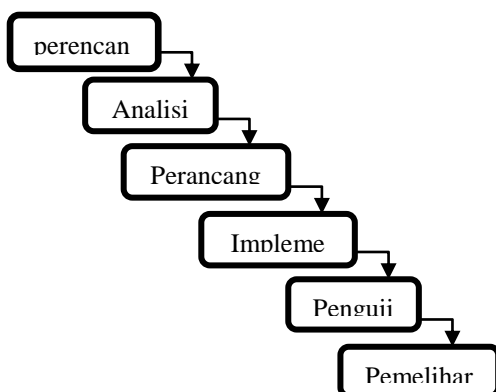 perencan
Analisi
Perancang
Impleme
Penguji
Pemelihar